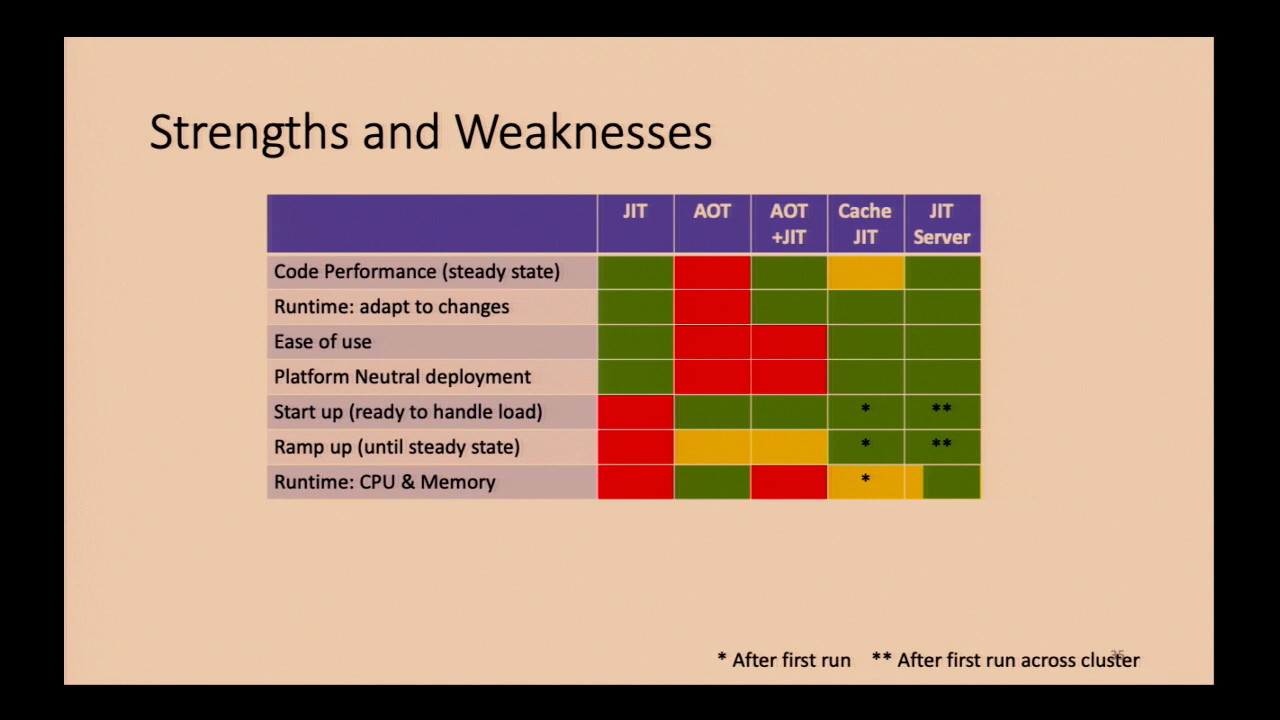 Strengths and Weaknesses
JIT AOT AOT +JIT Cache JIT JIT Server
Code Performance (steady state)
Runtime: adapt to changes
Ease of use
Platform Neutral deployment
Start up (ready to handle load) * **
Ramp up (until steady state) * **
Runtime: CPU & Memory *
* After first run ** After first run across cluster
35